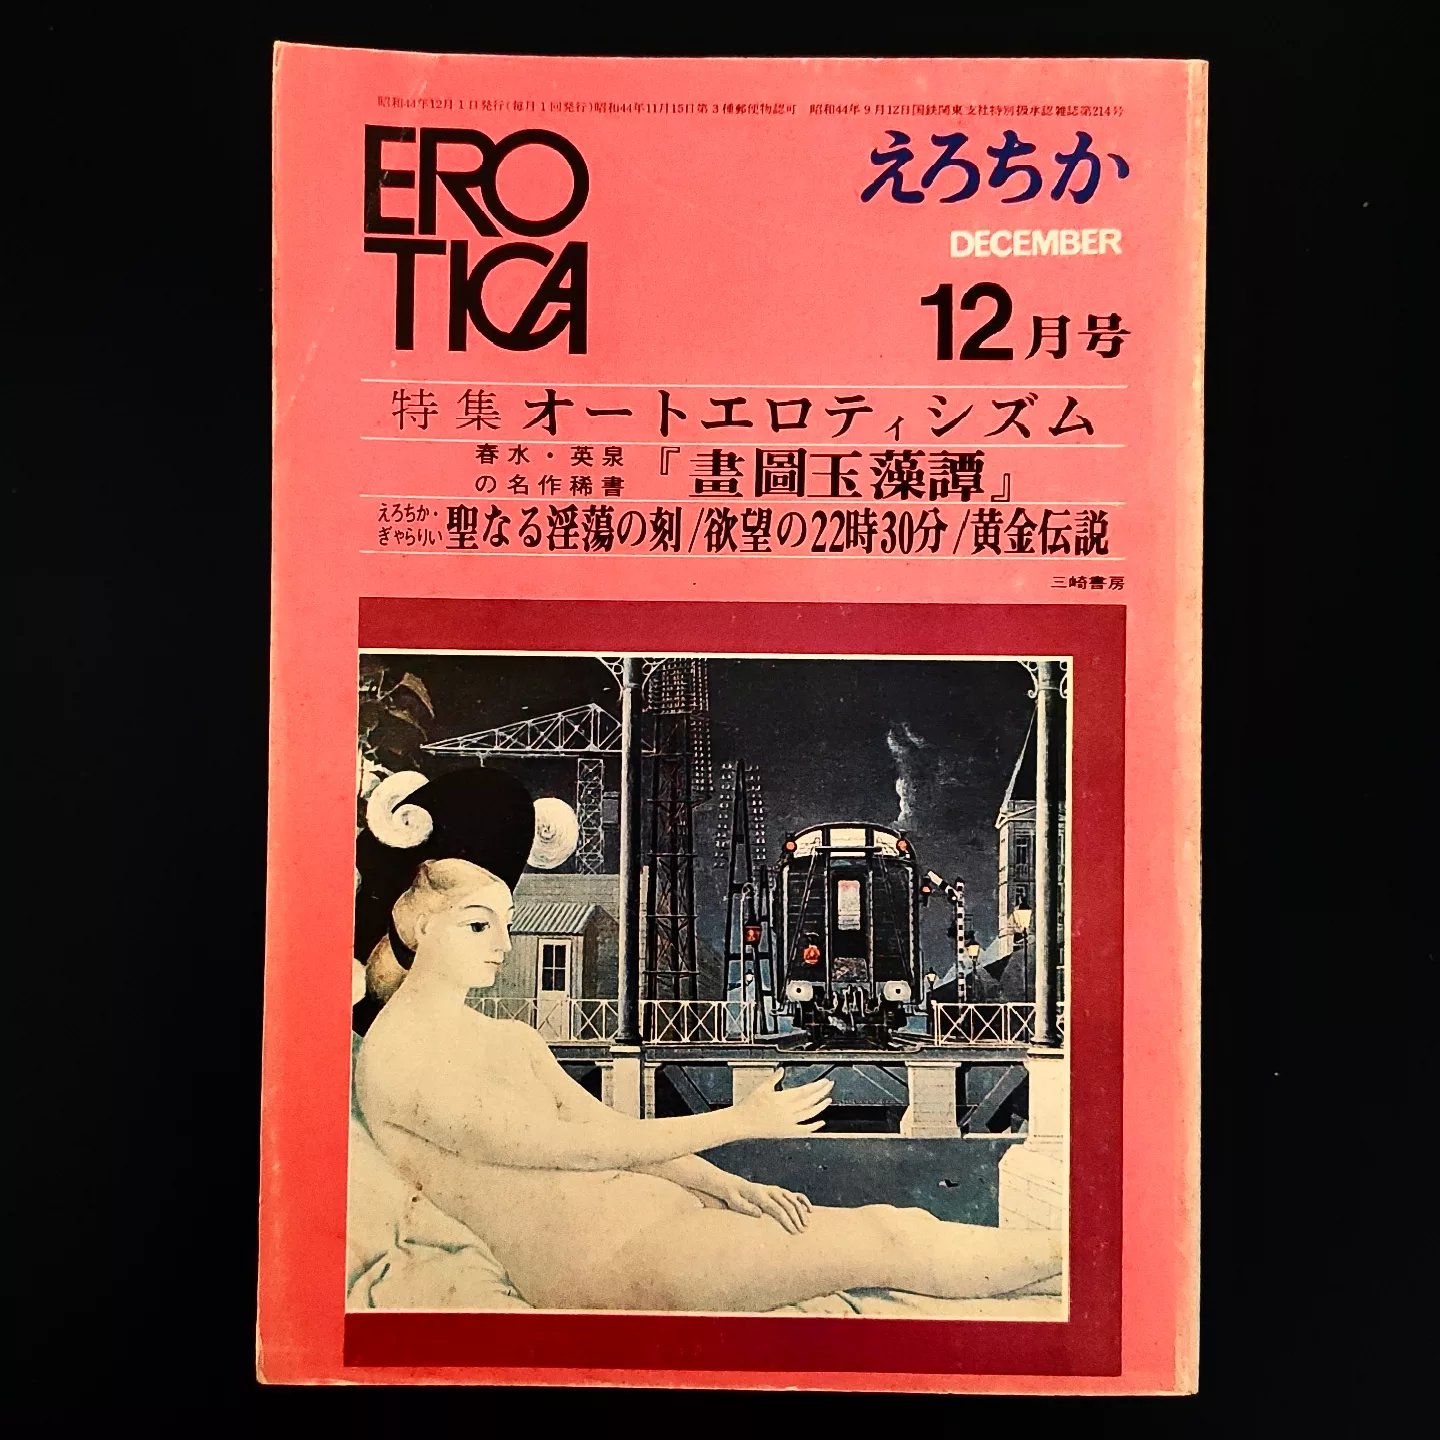 昭和44年12月1日発行(毎月1回発行)昭和44年11月15日第3種郵便物認可 昭和44年9月12日国鉄関東支社特別扱承認雑誌第214号
ERO
TICA
えろちか
DECEMBER
12月号
特集 オートエロティシズム
春水・英泉
の名作稀書
『畫圖玉藻譚』
えろちか・
ぎゃらりい
聖なる淫蕩の刻/欲望の22時30分/黄金伝説
三崎書房